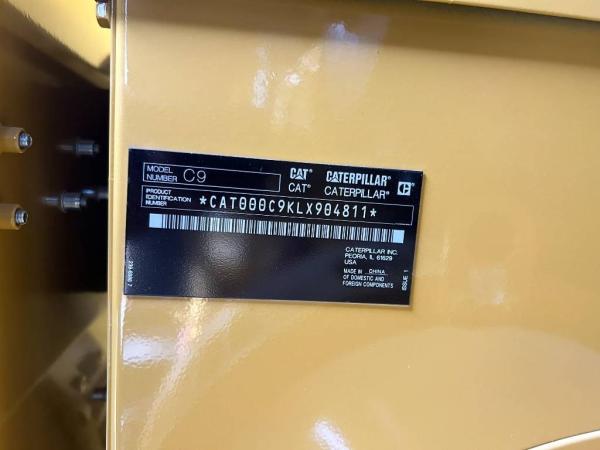 MODEL NUMBER C9
CAT CATERPILLAR
CAT CATERPILLAR C
PRODUCT IDENTIFICATION NUMBER *CAT000C9KLX904811*
CATERPILLAR INC.
PEORIA, IL 61629
USA
MADE IN CHINA
OF DOMESTIC AND
FOREIGN COMPONENTS
ISSUE 1